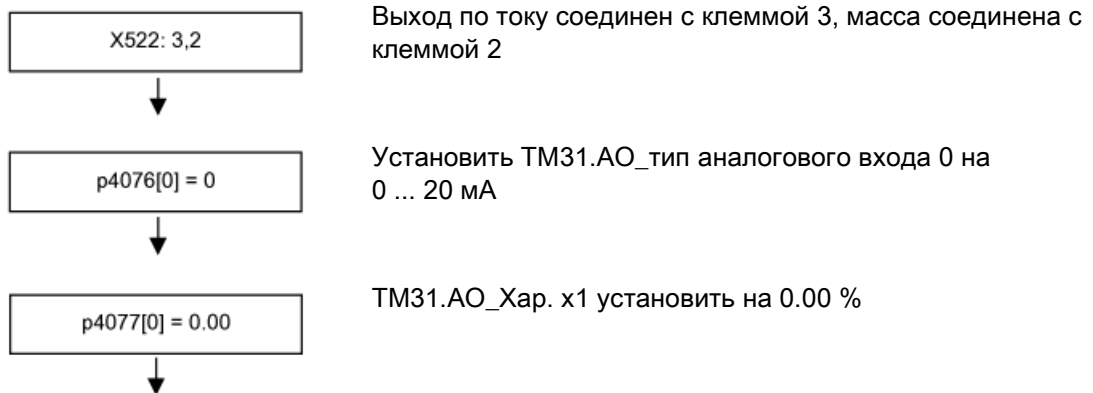 X522: 3,2
Выход по току соединен с клеммой 3, масса соединена с
клеммой 2
p4076[0] = 0
Установить TM31.AO_тип аналогового входа 0 на
0 ... 20 мА
p4077[0] = 0.00
TM31.AO_Хар. x1 установить на 0.00 %